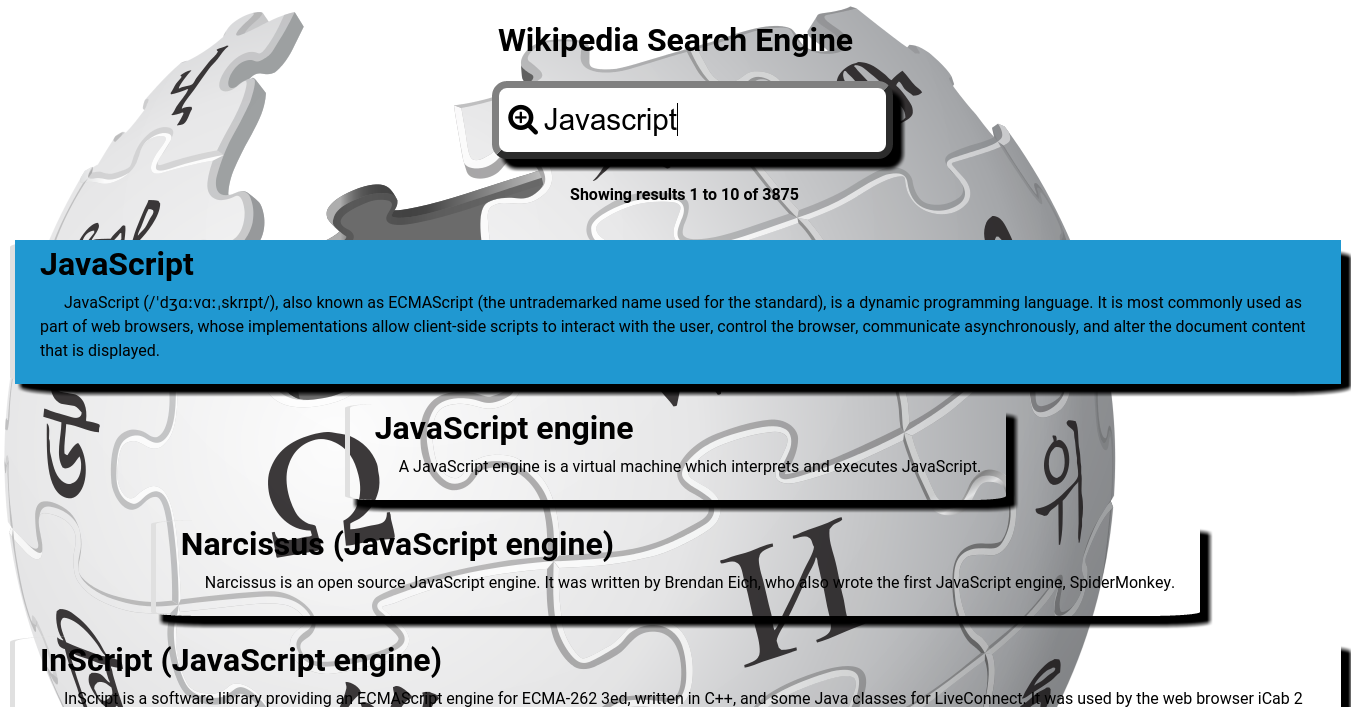 Wikipedia Search Engine
Javascript
Showing results 1 to 10 of 3875
JavaScript
JavaScript (/ˈdʒɑːvɑːˌskrɪpt/), also known as ECMAScript (the untrademarked name used for the standard), is a dynamic programming language. It is most commonly used as
part of web browsers, whose implementations allow client-side scripts to interact with the user, control the browser, communicate asynchronously, and alter the document content
that is displayed.
Ω
JavaScript engine
A JavaScript engine is a virtual machine which interprets and executes JavaScript.
위
Narcissus (JavaScript engine)
Narcissus is an open source JavaScript engine. It was written by Brendan Eich, who also wrote the first JavaScript engine, SpiderMonkey.
И
InScript (JavaScript engine)
InScript is a software library providing an ECMAScript engine for ECMA-262 3ed, written in C++, and some Java classes for LiveConnect. It was used by the web browser iCab 2